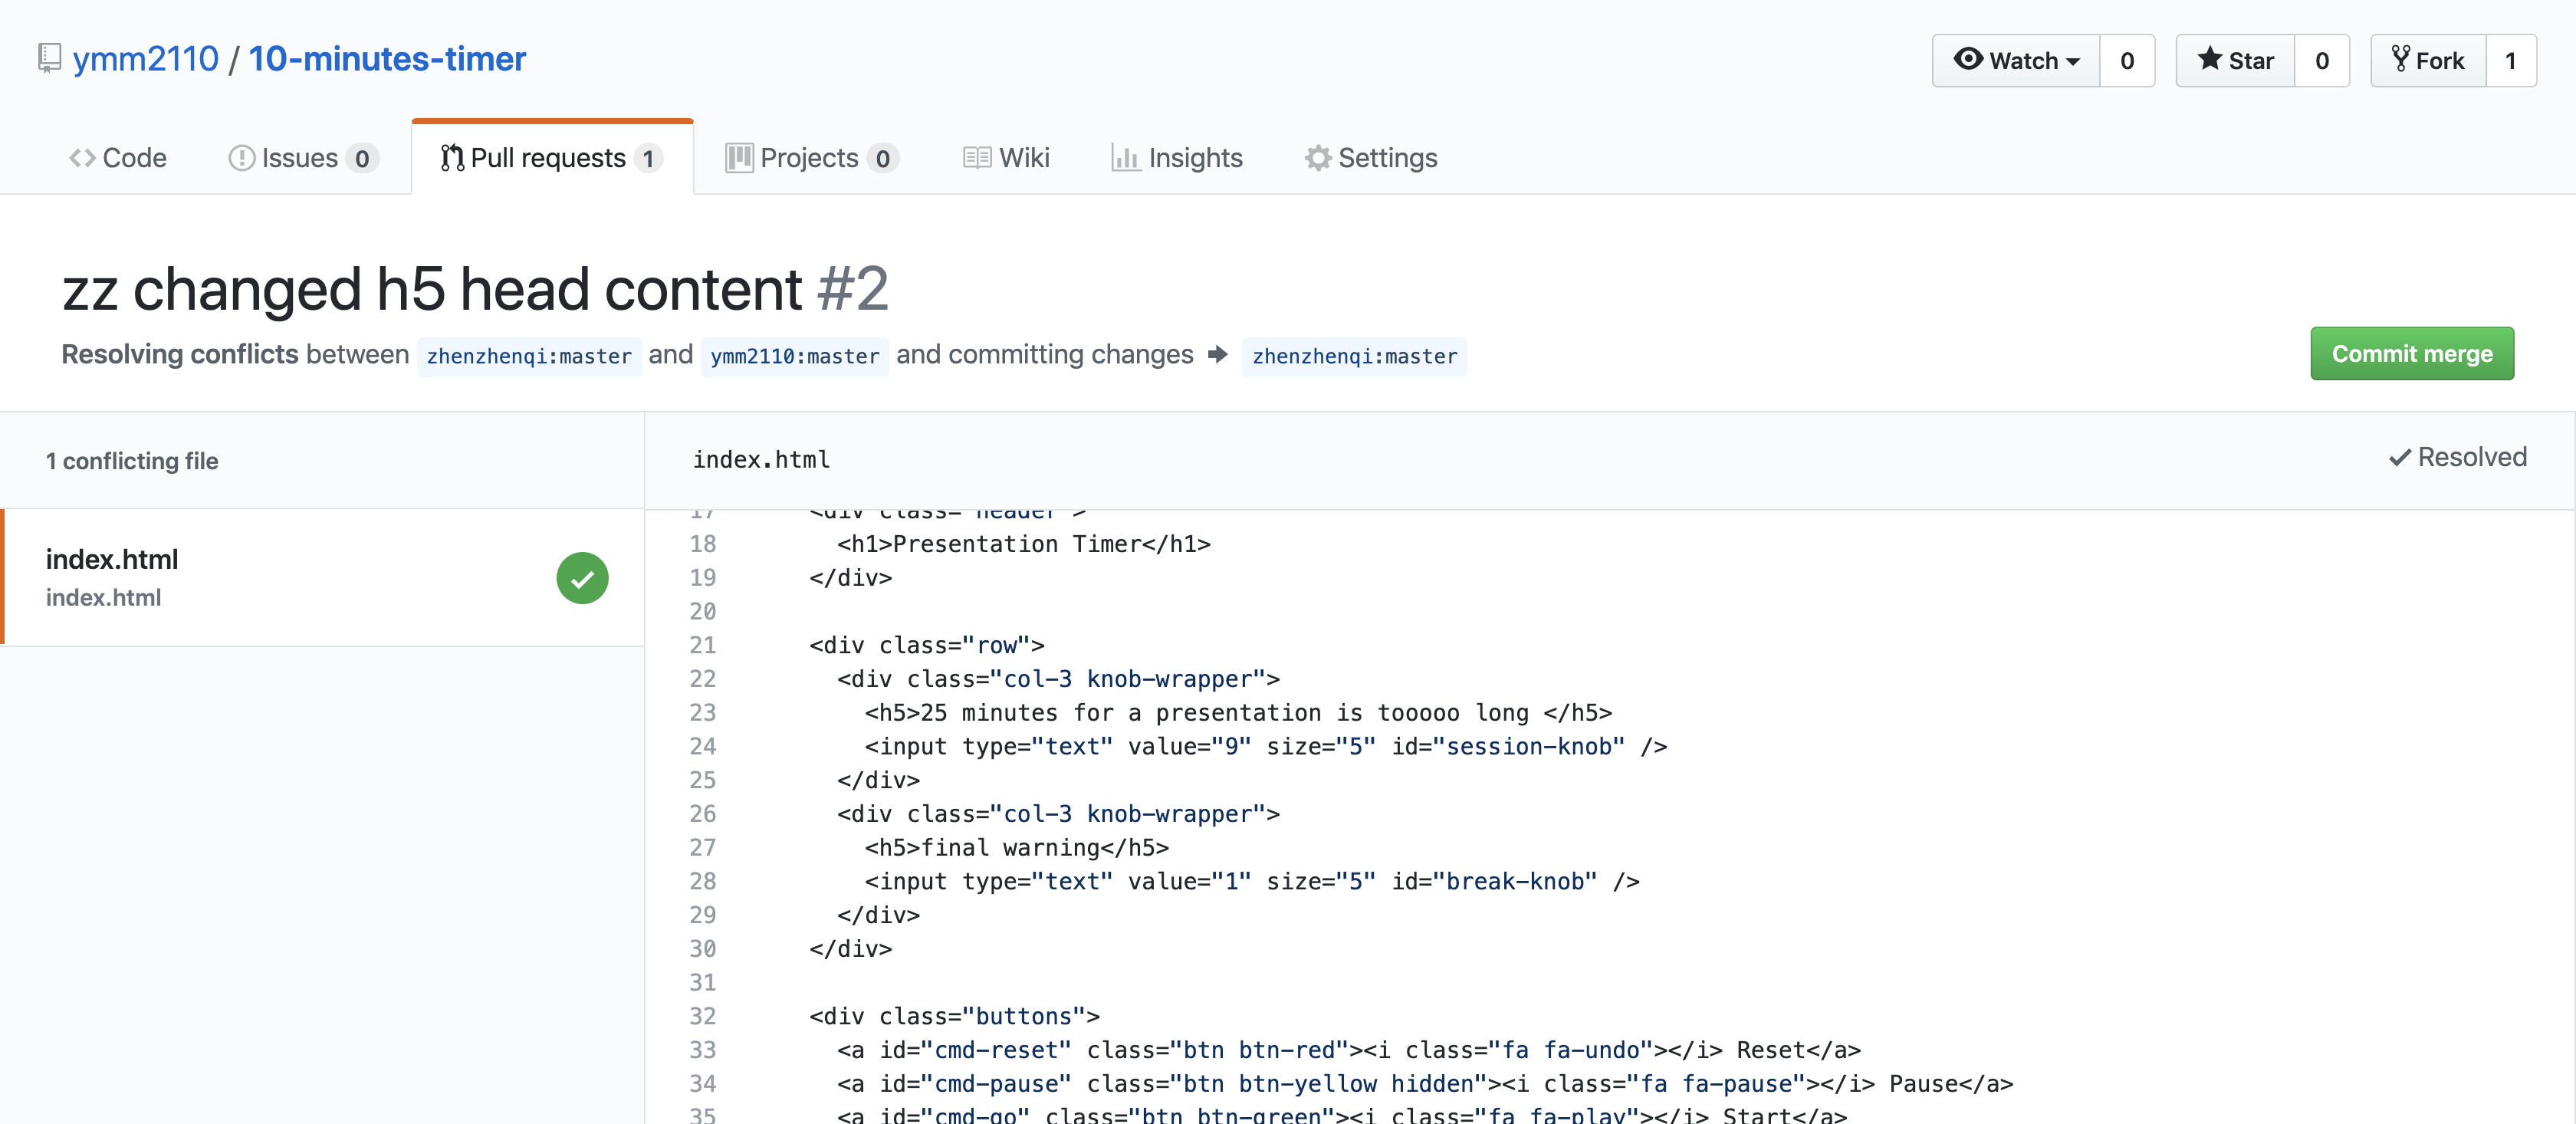 ymm2110 / 10-minutes-timer
Watch 0 Star 0 Fork 1
Code Issues 0 Pull requests 1 Projects 0 Wiki Insights Settings
zz changed h5 head content #2
Resolving conflicts between zhenzhenqi:master and ymm2110:master and committing changes → zhenzhenqi:master
Commit merge
1 conflicting file
index.html
index.html
index.html
Resolved
17 <div class="header">
18 <h1>Presentation Timer</h1>
19 </div>
20
21 <div class="row">
22 <div class="col-3 knob-wrapper">
23 <h5>25 minutes for a presentation is tooooo long </h5>
24 <input type="text" value="9" size="5" id="session-knob" />
25 </div>
26 <div class="col-3 knob-wrapper">
27 <h5>final warning</h5>
28 <input type="text" value="1" size="5" id="break-knob" />
29 </div>
30 </div>
31
32 <div class="buttons">
33 <a id="cmd-reset" class="btn btn-red"><i class="fa fa-undo"></i> Reset</a>
34 <a id="cmd-pause" class="btn btn-yellow hidden"><i class="fa fa-pause"></i> Pause</a>
35 <a id="cmd-go" class="btn btn-green"><i class="fa fa-play"></i> Start</a>